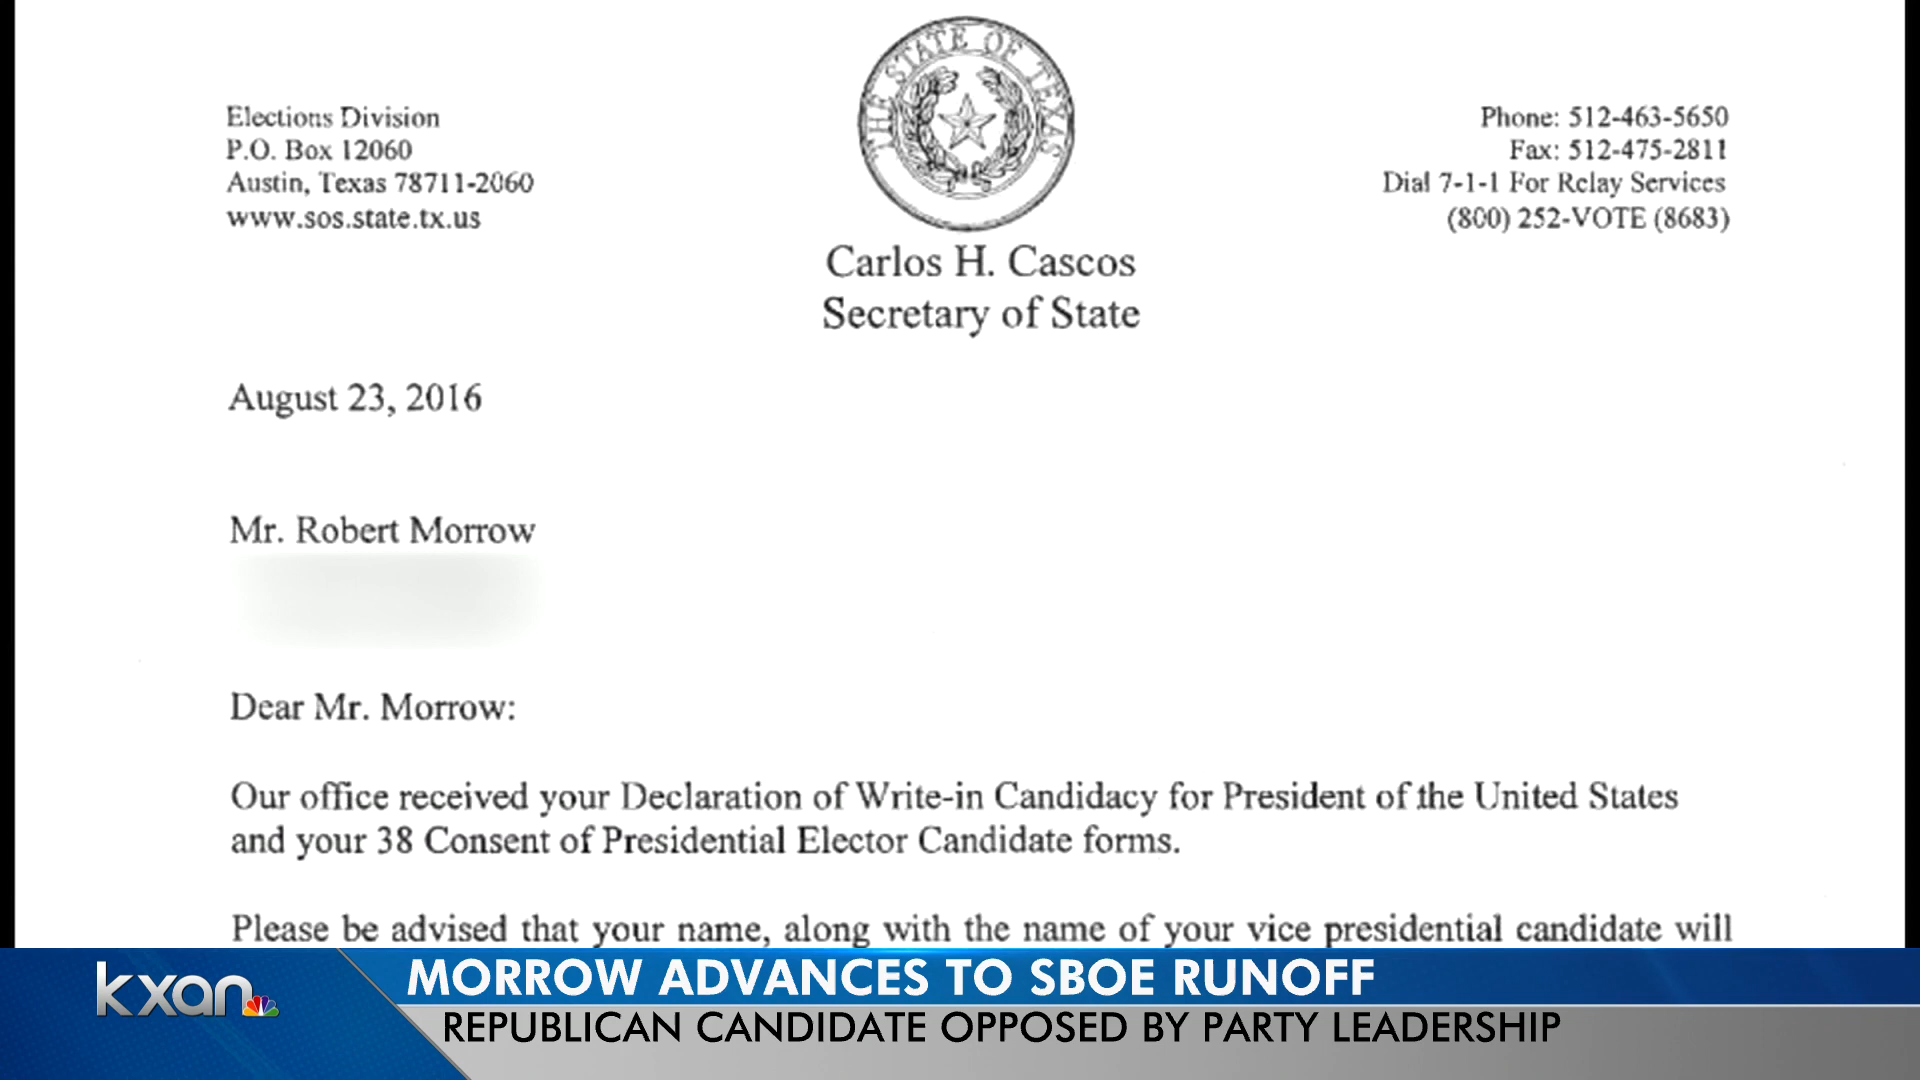 THE STATE OF TEXAS
Elections Division
P.O. Box 12060
Austin, Texas 78711-2060
www.sos.state.tx.us
Phone: 512-463-5650
Fax: 512-475-2811
Dial 7-1-1 For Relay Services
(800) 252-VOTE (8683)
Carlos H. Cascos
Secretary of State
August 23, 2016
Mr. Robert Morrow
Dear Mr. Morrow:
Our office received your Declaration of Write-in Candidacy for President of the United States
and your 38 Consent of Presidential Elector Candidate forms.
Please be advised that your name, along with the name of your vice presidential candidate will
kxan
MORROW ADVANCES TO SBOE RUNOFF
REPUBLICAN CANDIDATE OPPOSED BY PARTY LEADERSHIP